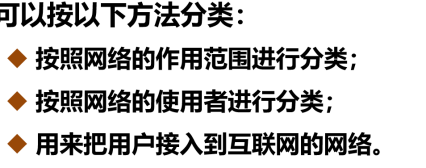 可以按以下方法分类：
按照网络的作用范围进行分类；
按照网络的使用者进行分类；
用来把用户接入到互联网的网络。